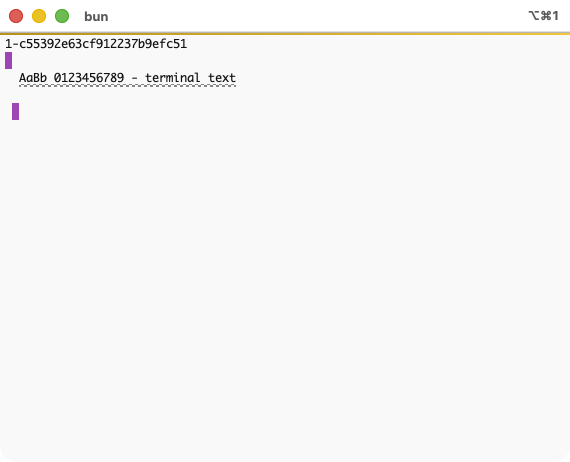 bun
⌥⌘1
1-c55392e63cf912237b9efc51
AaBb 0123456789 - terminal text